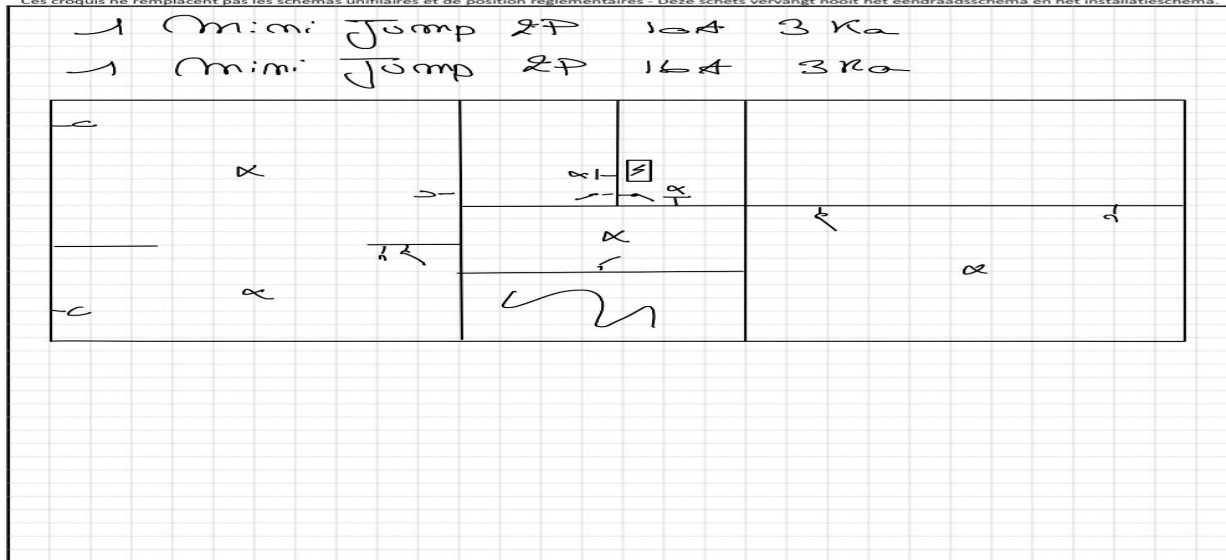 Ces croquis ne remplacent pas les schémas unifilaires et de position réglementaires - Deze schets vervangt nooit het eendraadsschema en het installatieschema.
1 Mini Jump 2P 10A 3 Ka
1 Mini Jump 2P 16A 3 Ka